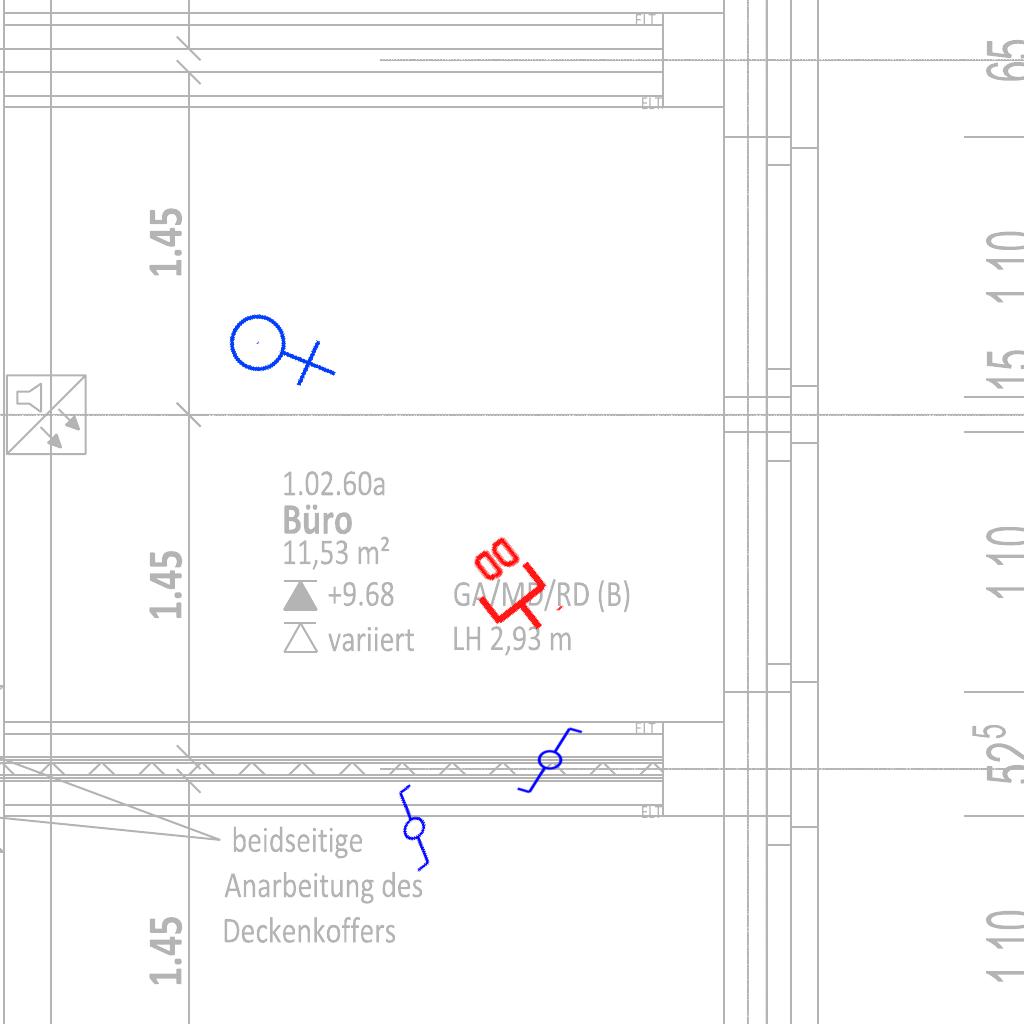 ELT
65
ELT
1.45
1 10
15
1.02.60a
Büro
11,53 m²
+9.68 GA/MD/RD (B)
variiert LH 2,93 m
00
1.45
1 10
ELT
52⁵
ELT
beidseitige
Anarbeitung des
Deckenkoffers
1.45
1 10